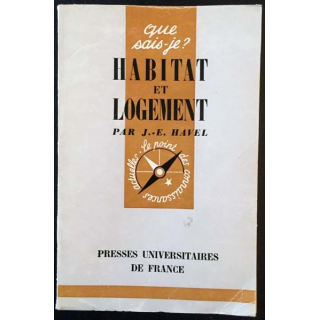 que
sais-je?
HABITAT
ET
LOGEMENT
PAR J.-E. HAVEL
Le point des connaissances actuelles
PRESSES UNIVERSITAIRES
DE FRANCE